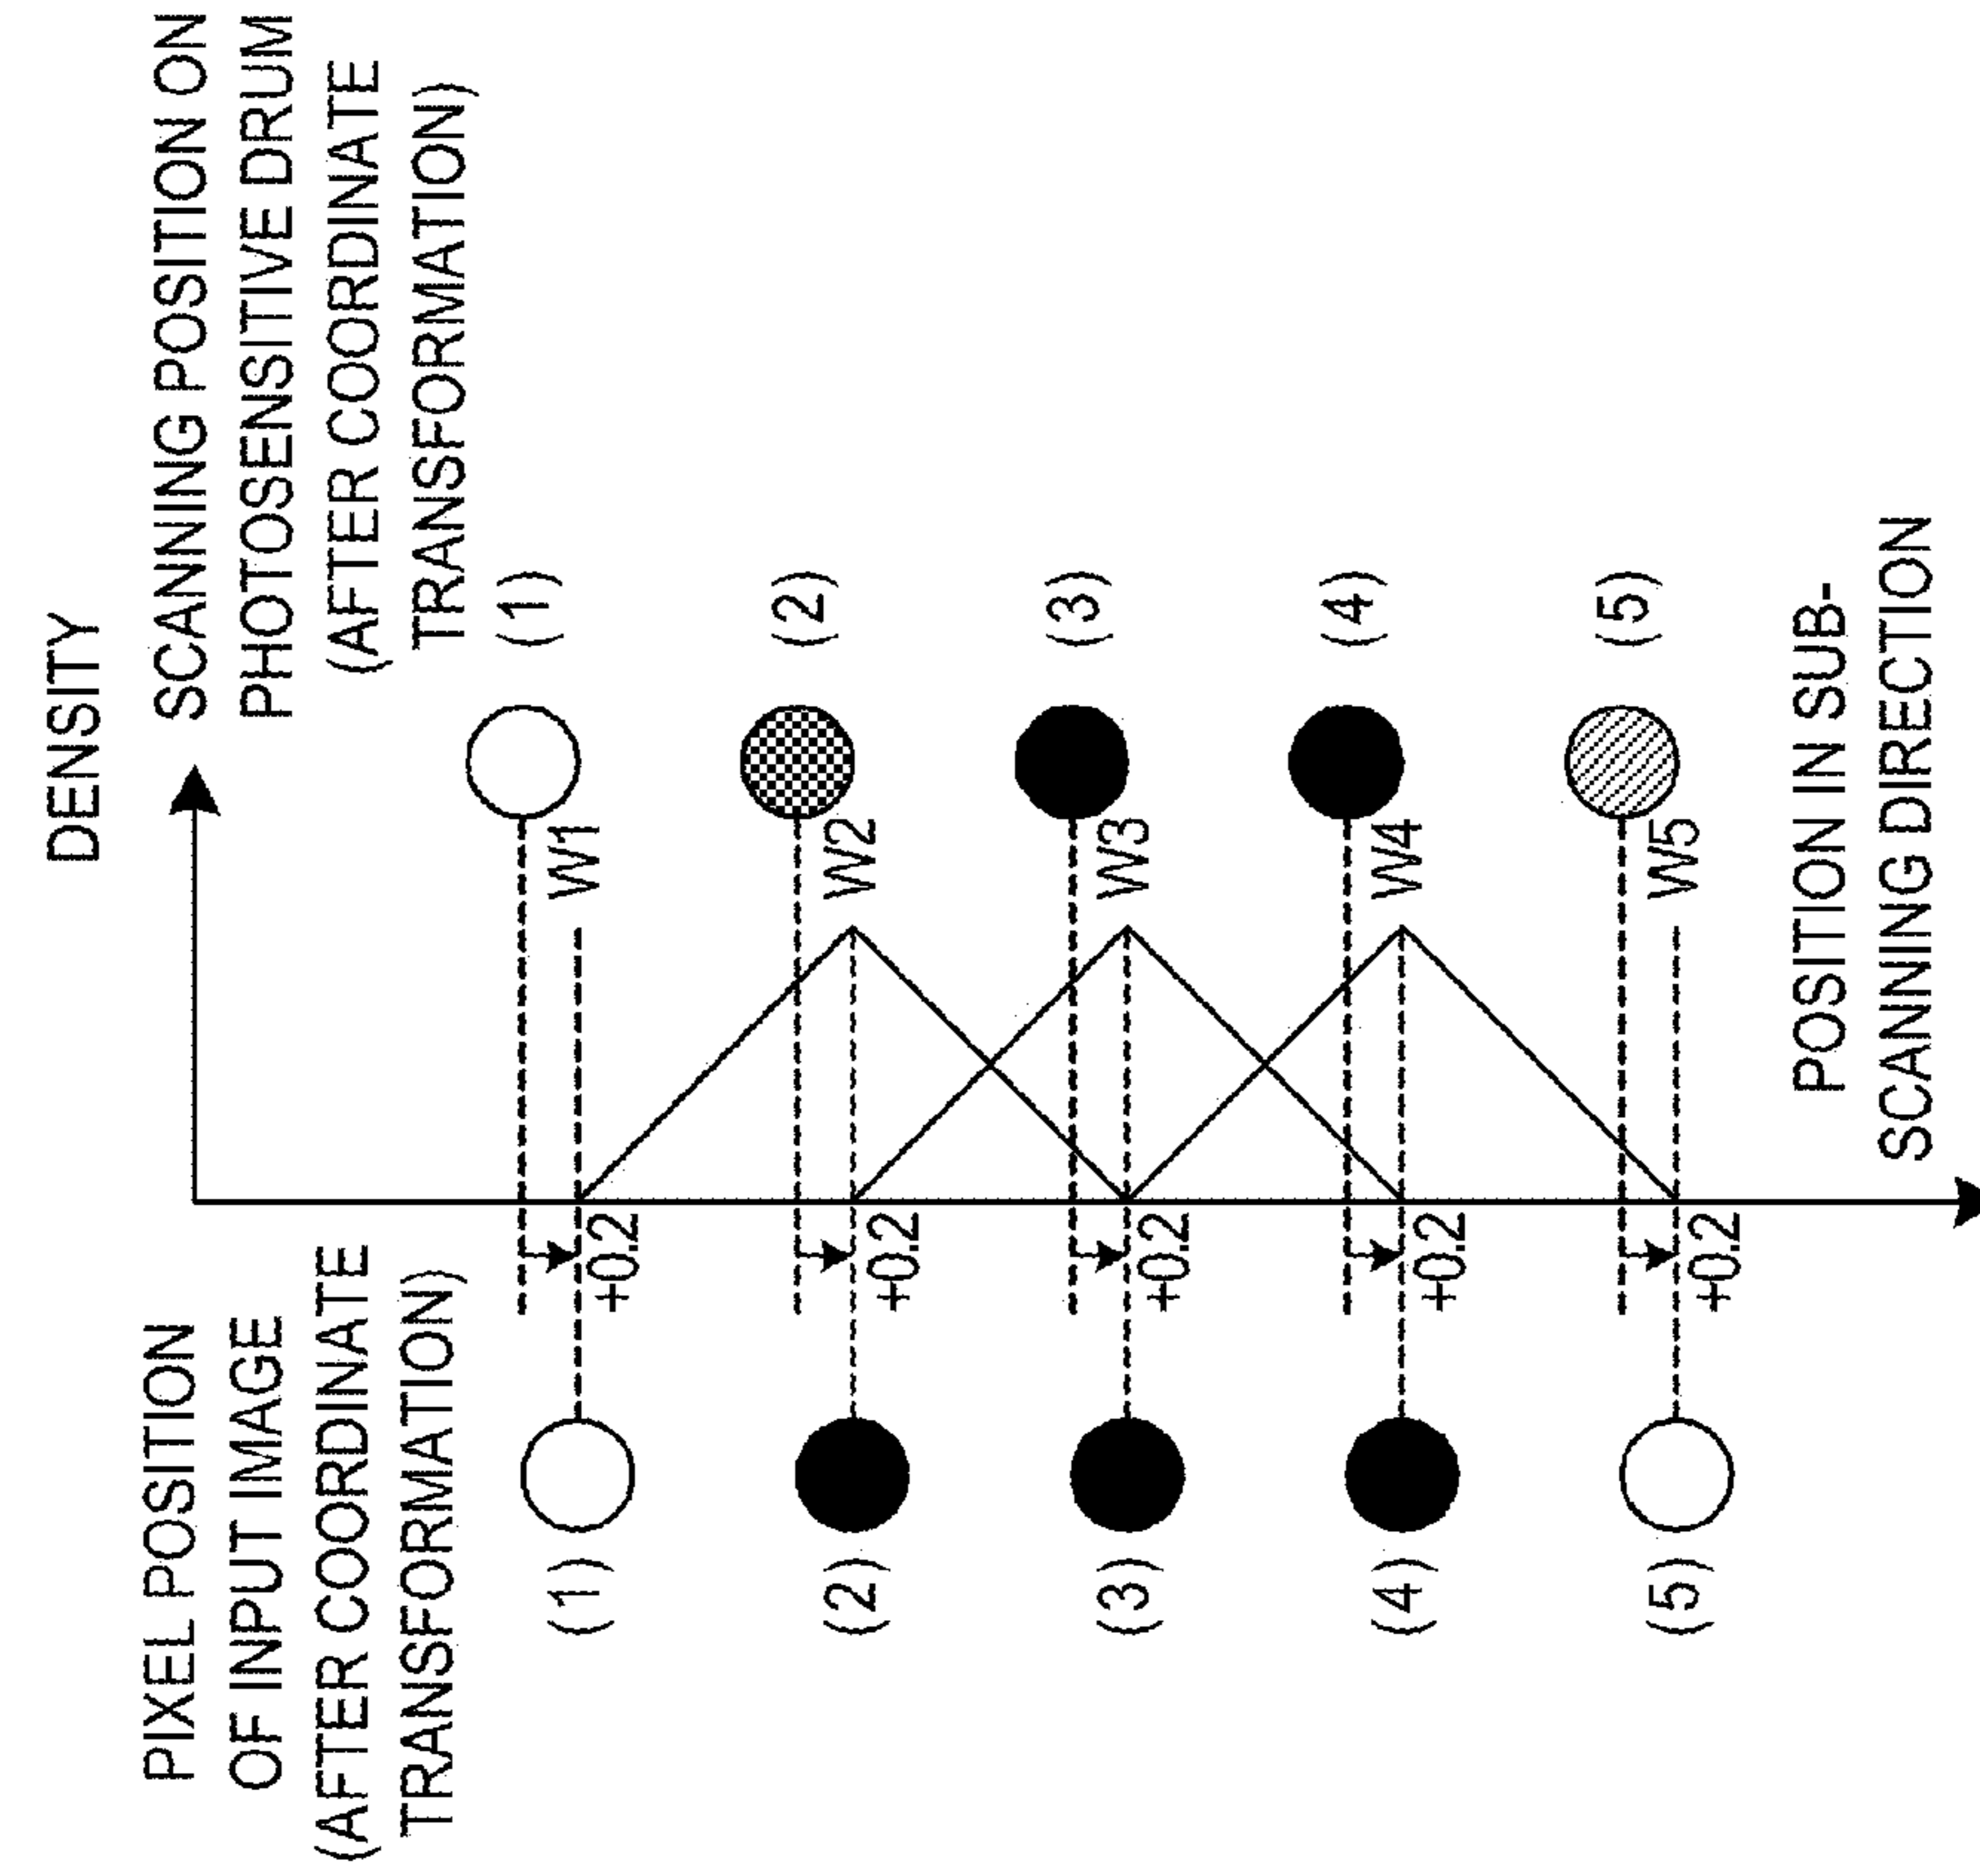 DENSITY
SCANNING POSITION ON
PHOTOSENSITIVE DRUM
(AFTER COORDINATE
TRANSFORMATION)
(1)
(2)
(3)
(4)
(5)
W1
W2
W3
W4
W5
+0.2
+0.2
+0.2
+0.2
+0.2
PIXEL POSITION
OF INPUT IMAGE
(AFTER COORDINATE
TRANSFORMATION)
(1)
(2)
(3)
(4)
(5)
POSITION IN SUB-
SCANNING DIRECTION